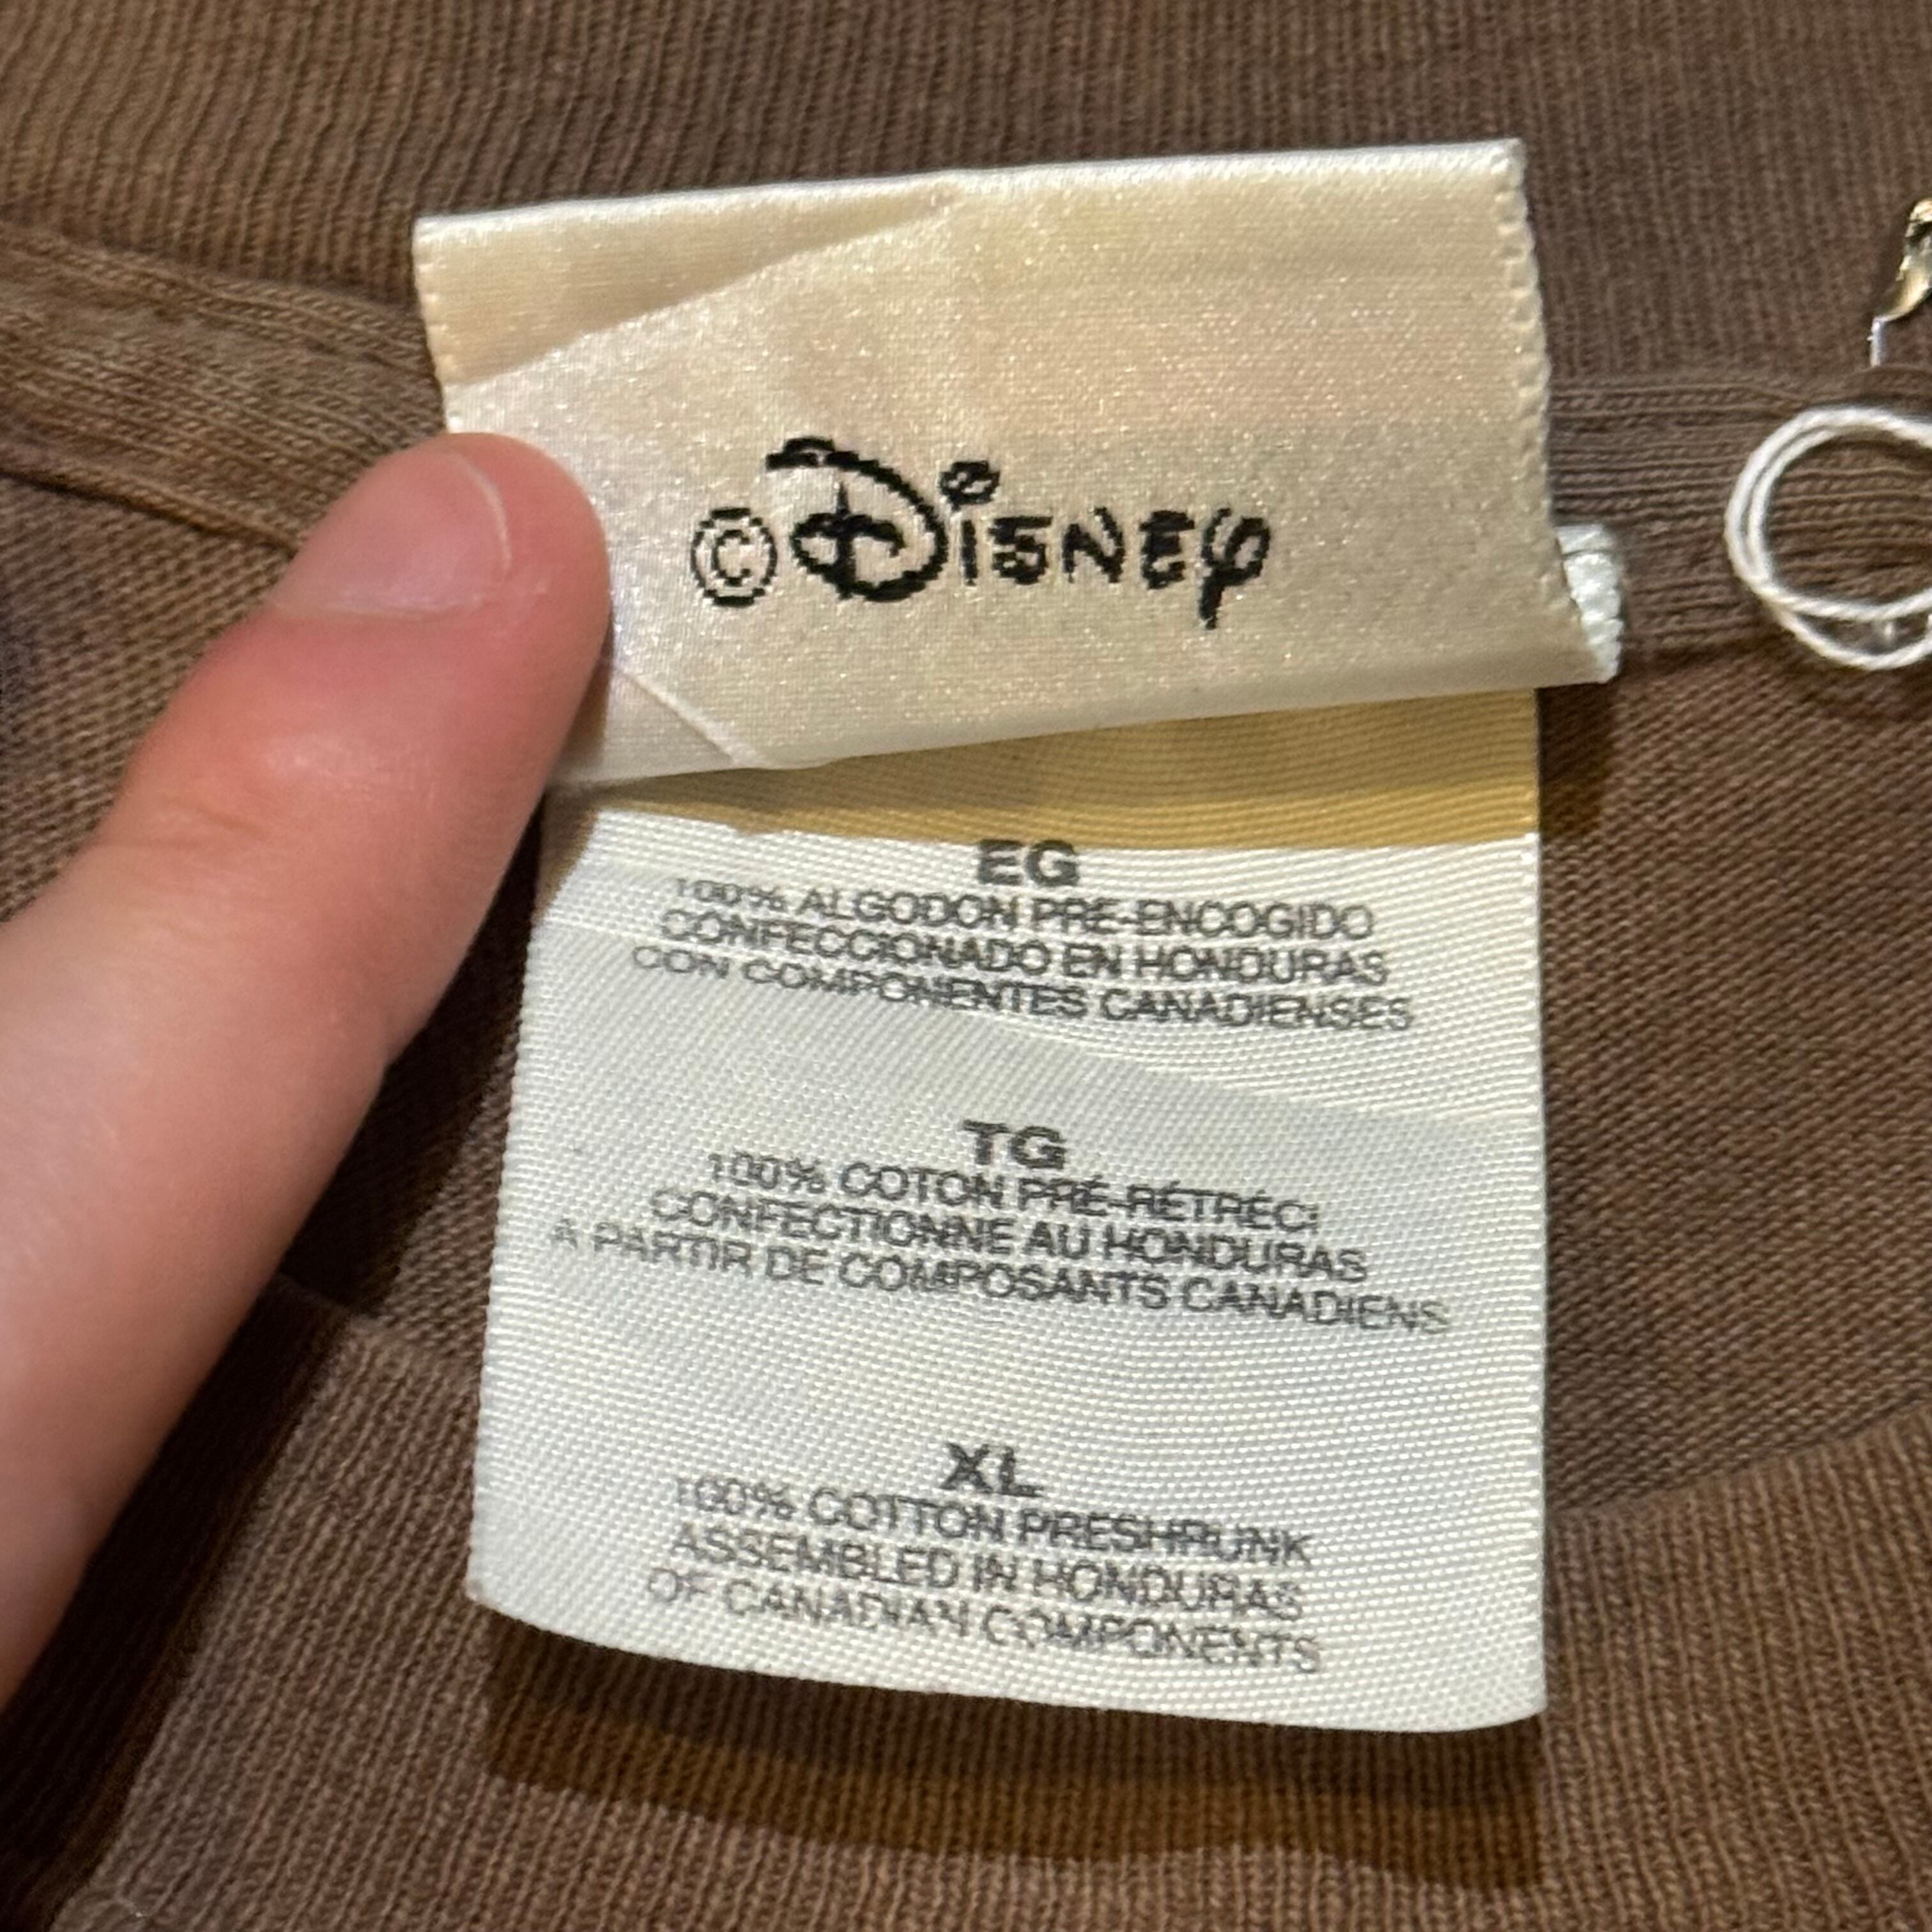 © Disney
EG
100% ALGODON PRE-ENCOGIDO
CONFECCIONADO EN HONDURAS
CON COMPONENTES CANADIENSES
TG
100% COTON PRÉ-RÉTRÉCI
CONFECTIONNE AU HONDURAS
A PARTIR DE COMPOSANTS CANADIENS
XL
100% COTTON PRESHRUNK
ASSEMBLED IN HONDURAS
OF CANADIAN COMPONENTS